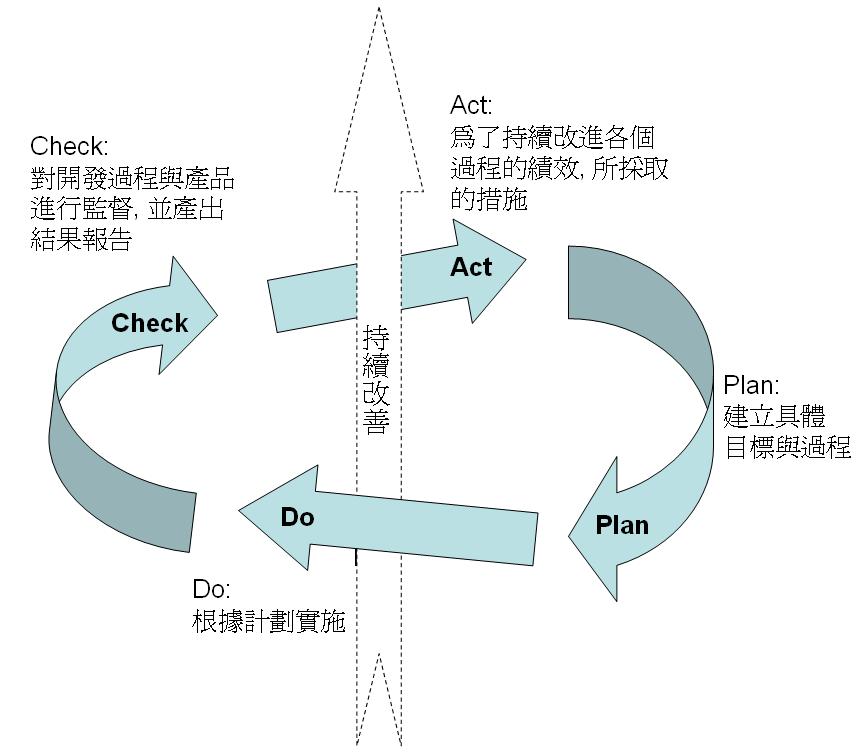 Act:
為了持續改進各個
過程的績效, 所採取
的措施
Check:
對開發過程與產品
進行監督, 並產出
結果報告
Act
Check
持續改善
Plan:
建立具體
目標與過程
Do
Plan
Do:
根據計劃實施